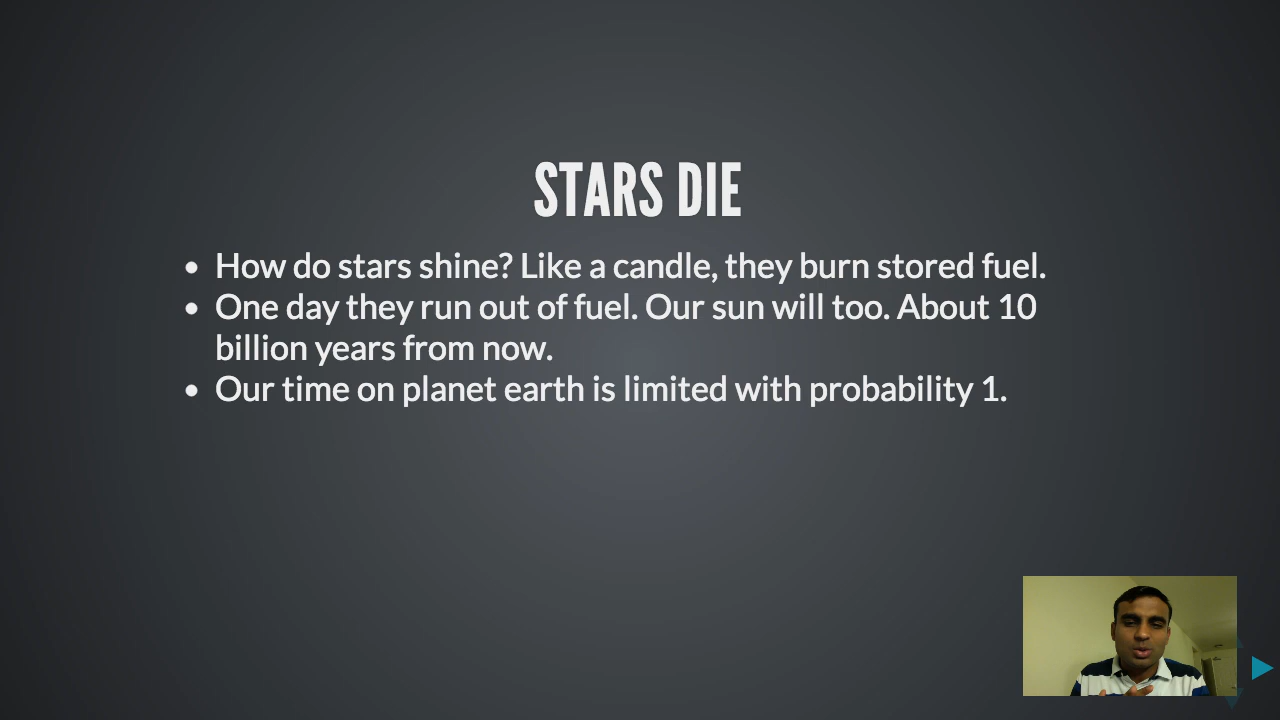 STARS DIE
• How do stars shine? Like a candle, they burn stored fuel.
• One day they run out of fuel. Our sun will too. About 10
billion years from now.
• Our time on planet earth is limited with probability 1.